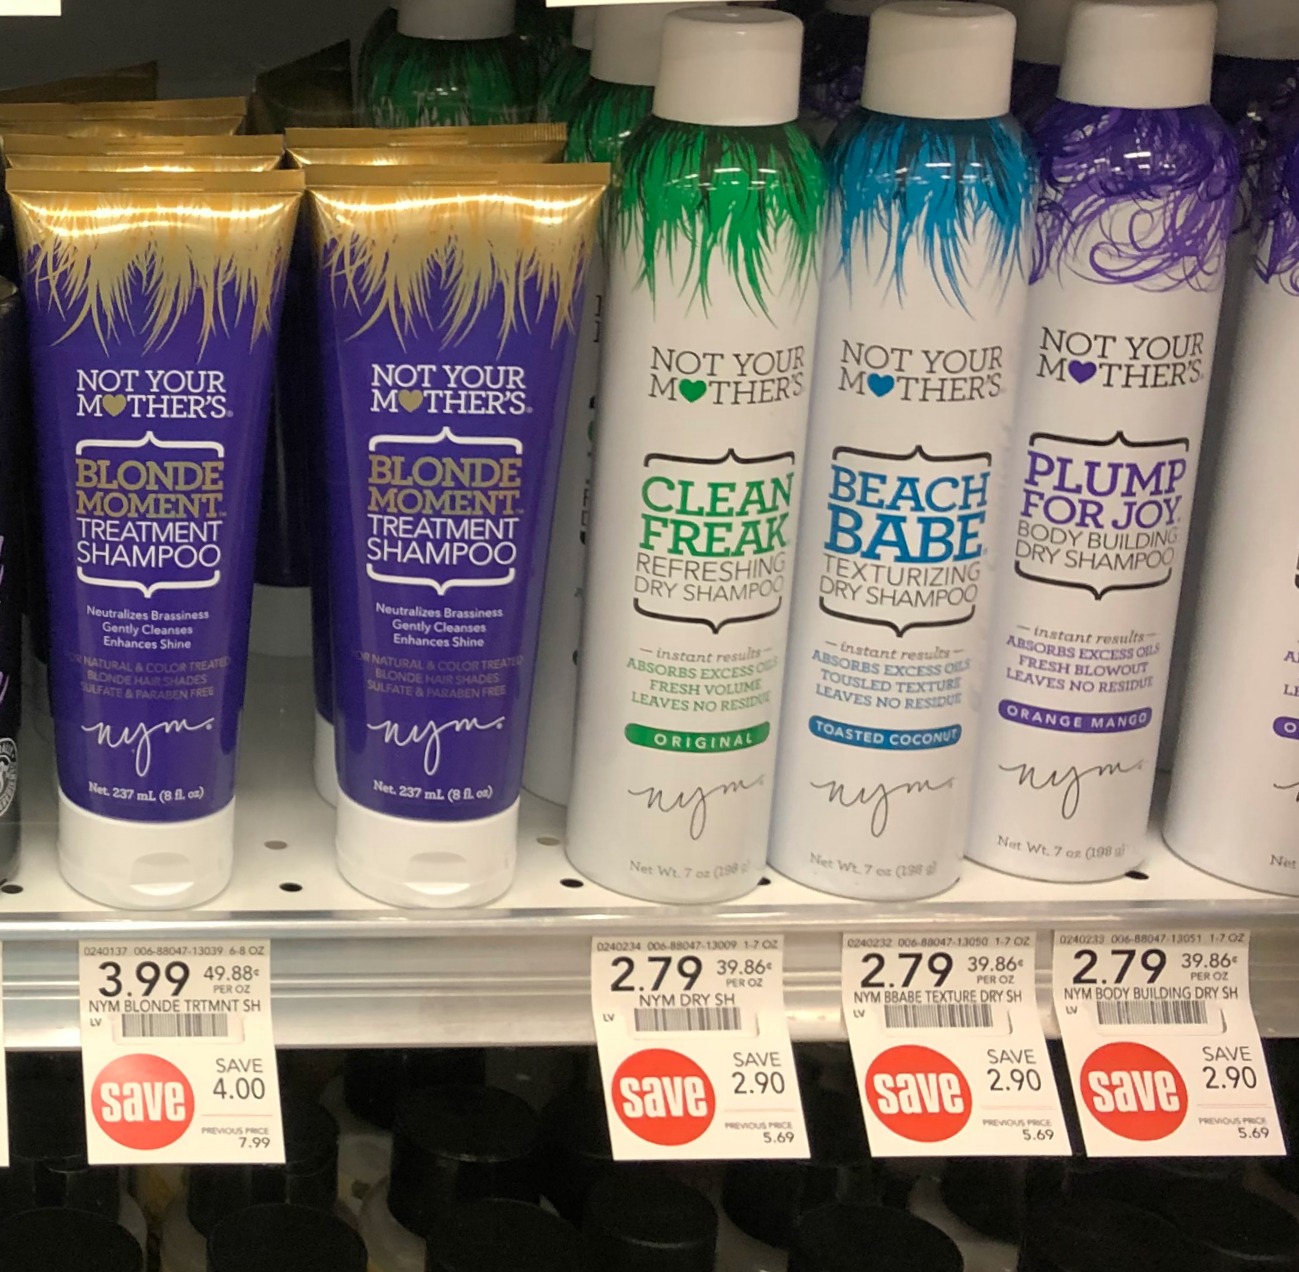 NOT YOUR
MOTHER'S®
BLONDE
MOMENT™
TREATMENT
SHAMPOO
Neutralizes Brassiness
Gently Cleanses
Enhances Shine
NATURAL & COLOR TREATED
BLONDE HAIR SHADES
SULFATE & PARABEN FREE
nym®
Net. 237 mL (8 fl. oz)
NOT YOUR
MOTHER'S®
BLONDE
MOMENT™
TREATMENT
SHAMPOO
Neutralizes Brassiness
Gently Cleanses
Enhances Shine
FOR NATURAL & COLOR TREATED
BLONDE HAIR SHADES
SULFATE & PARABEN FREE
nym®
Net. 237 mL (8 fl. oz)
NOT YOUR
MOTHER'S
CLEAN
FREAK
REFRESHING
DRY SHAMPOO
instant results
ABSORBS EXCESS OILS
FRESH VOLUME
LEAVES NO RESIDUE
ORIGINAL
nym®
Net Wt. 7 oz (198 g)
NOT YOUR
MOTHER'S
BEACH
BABE®
TEXTURIZING
DRY SHAMPOO
instant results
ABSORBS EXCESS OILS
TOUSLED TEXTURE
LEAVES NO RESIDUE
TOASTED COCONUT
nym®
Net Wt. 7 oz (198 g)
NOT YOUR
MOTHER'S
PLUMP
FOR JOY®
BODY BUILDING
DRY SHAMPOO
instant results
ABSORBS EXCESS OILS
FRESH BLOWOUT
LEAVES NO RESIDUE
ORANGE MANGO
nym®
Net Wt. 7 oz (198 g)
Net
0240137 006-88047-13039 6-8 OZ
3.99 49.88¢
PER OZ
NYM BLONDE TRTMNT SH
LV
save SAVE
4.00
PREVIOUS PRICE
7.99
0240234 006-88047-13009 1-7 OZ
2.79 39.86¢
PER OZ
NYM DRY SH
LV
save SAVE
2.90
PREVIOUS PRICE
5.69
0240232 006-88047-13050 1-7 OZ
2.79 39.86¢
PER OZ
NYM BBABE TEXTURE DRY SH
LV
save SAVE
2.90
PREVIOUS PRICE
5.69
0240233 006-88047-13051 1-7 OZ
2.79 39.86¢
PER OZ
NYM BODY BUILDING DRY SH
LV
save SAVE
2.90
PREVIOUS PRICE
5.69